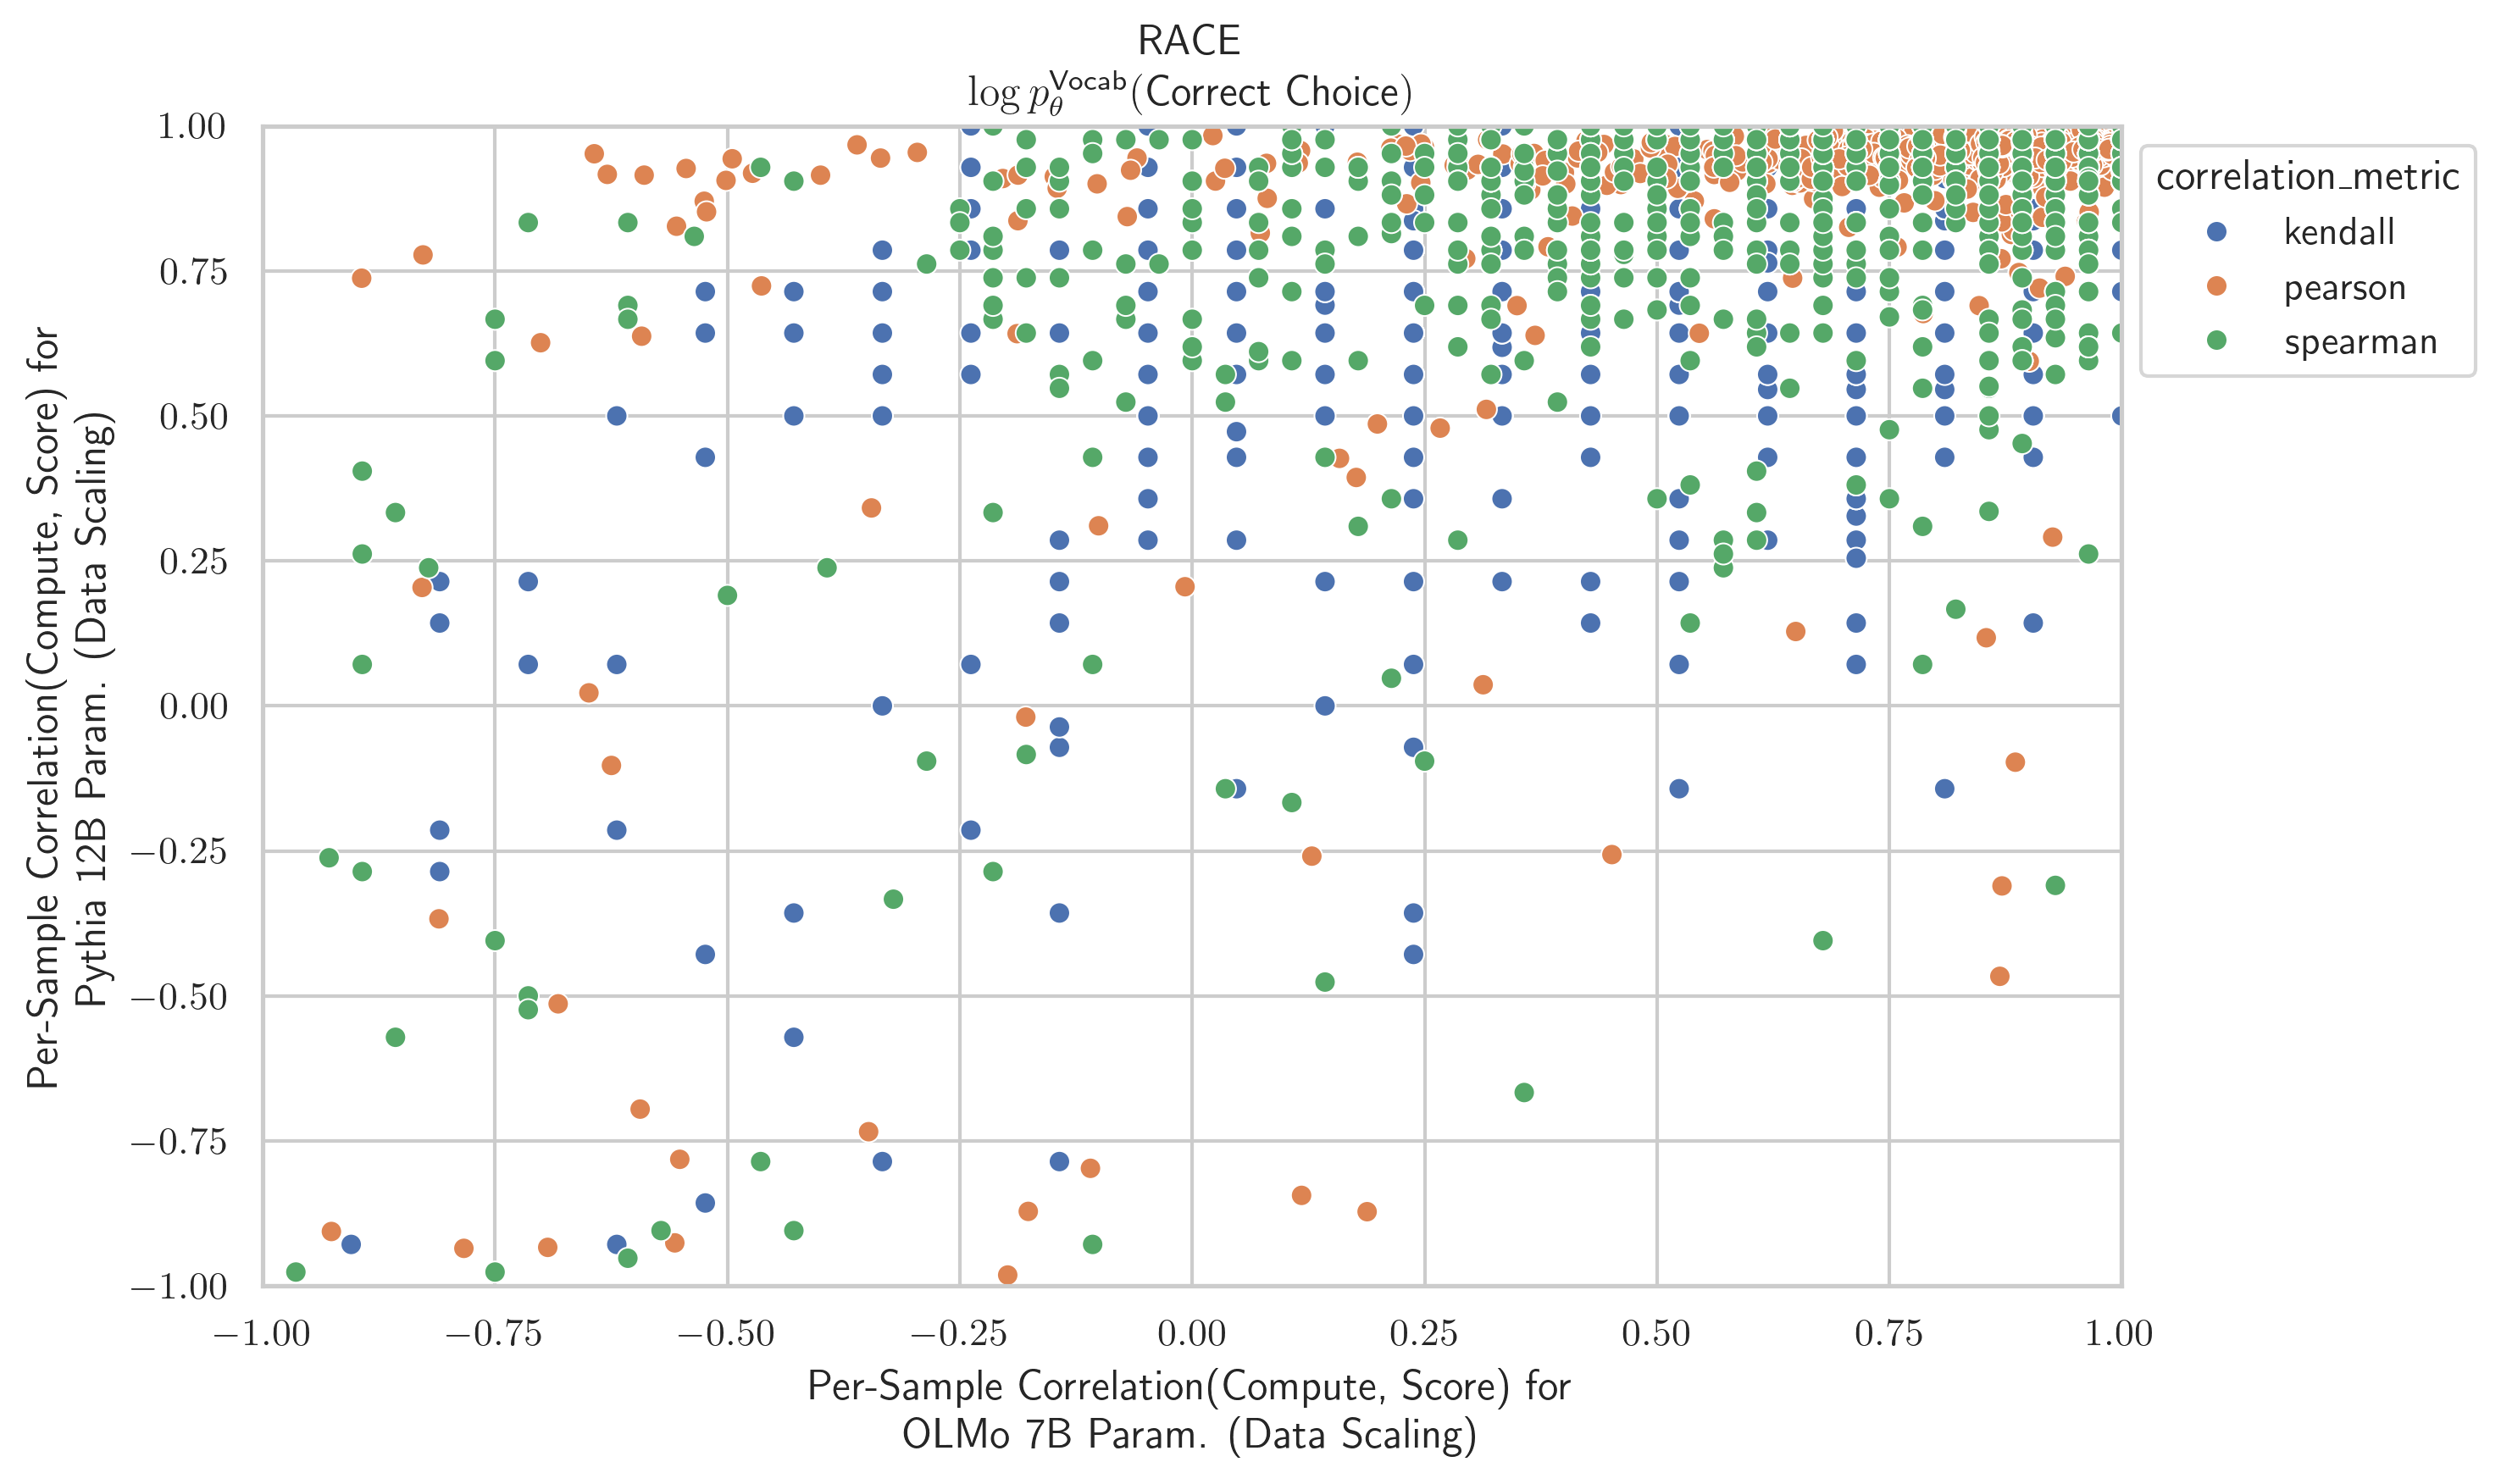 RACE
log p_θ^Vocab(Correct Choice)
Per-Sample Correlation(Compute, Score) for
Pythia 12B Param. (Data Scaling)
1.00
0.75
0.50
0.25
0.00
−0.25
−0.50
−0.75
−1.00
−1.00 −0.75 −0.50 −0.25 0.00 0.25 0.50 0.75 1.00
Per-Sample Correlation(Compute, Score) for
OLMo 7B Param. (Data Scaling)
correlation_metric
kendall
pearson
spearman